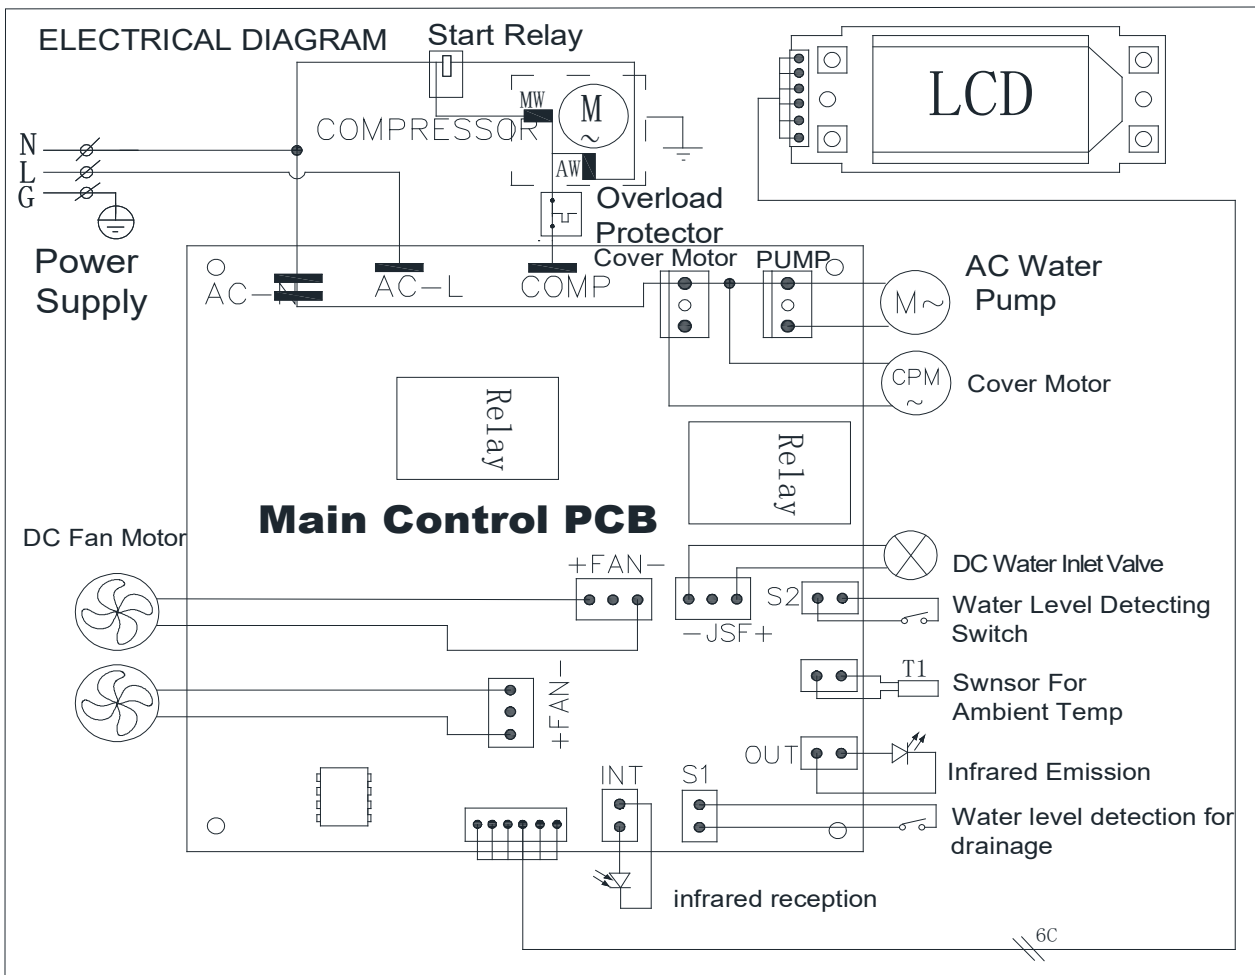 ELECTRICAL DIAGRAM
Start Relay
LCD
MW
M
~
COMPRESSOR
AW
N
L
G
Power
Supply
Overload
Protector
Cover Motor
PUMP
AC-N
AC-L
COMP
M~
AC Water
Pump
CPM
~
Cover Motor
Relay
Relay
Main Control PCB
DC Fan Motor
+FAN-
-JSF+
DC Water Inlet Valve
S2
Water Level Detecting
Switch
T1
Swnsor For
Ambient Temp
+FAN-
OUT
Infrared Emission
INT
S1
Water level detection for
drainage
infrared reception
6C